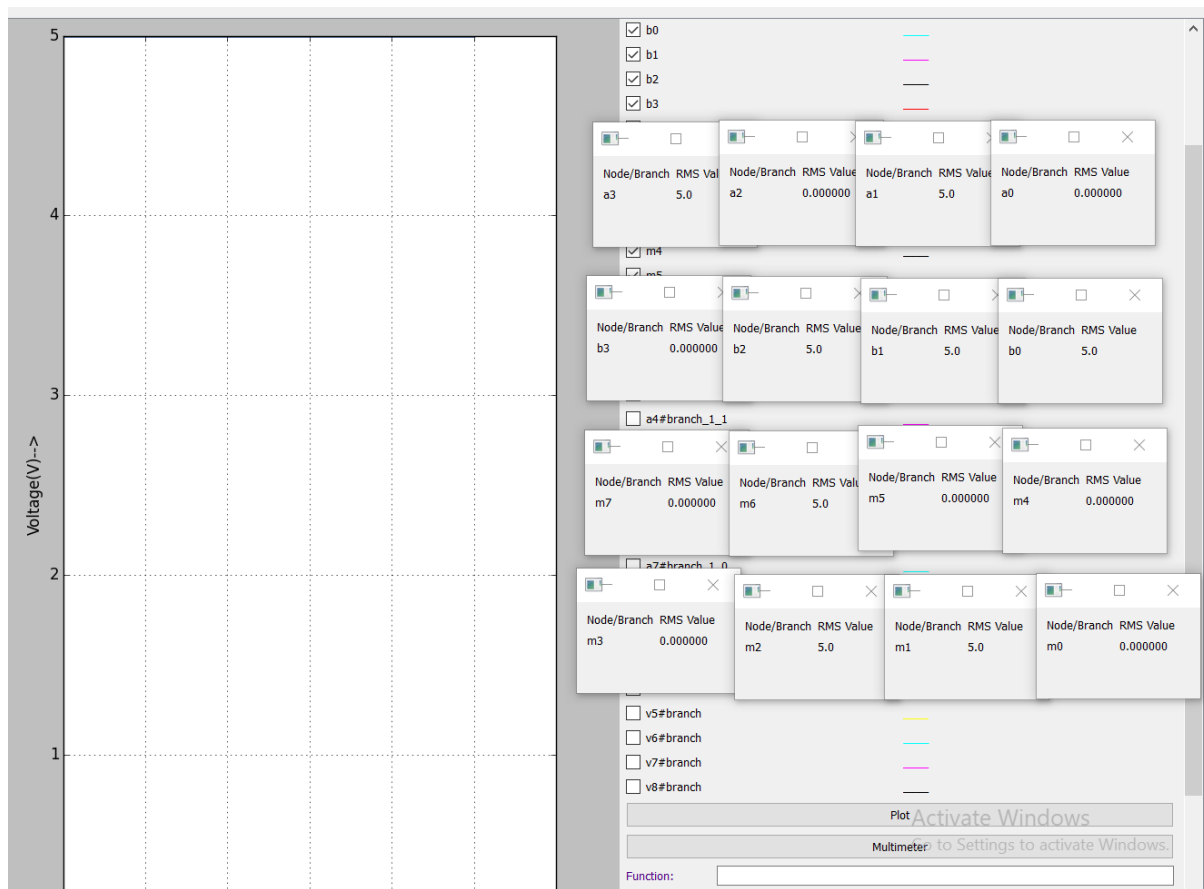 5
4
3
2
1
Voltage(V)-->
b0
b1
b2
b3
Node/Branch RMS Val
a3 5.0
Node/Branch RMS Value
a2 0.000000
Node/Branch RMS Value
a1 5.0
Node/Branch RMS Value
a0 0.000000
m4
m5
Node/Branch RMS Value
b3 0.000000
Node/Branch RMS Value
b2 5.0
Node/Branch RMS Value
b1 5.0
Node/Branch RMS Value
b0 5.0
a4#branch_1_1
Node/Branch RMS Value
m7 0.000000
Node/Branch RMS Valu
m6 5.0
Node/Branch RMS Value
m5 0.000000
Node/Branch RMS Value
m4 0.000000
a7#branch_1_0
Node/Branch RMS Value
m3 0.000000
Node/Branch RMS Value
m2 5.0
Node/Branch RMS Value
m1 5.0
Node/Branch RMS Value
m0 0.000000
v5#branch
v6#branch
v7#branch
v8#branch
Plot
Activate Windows
Multimeter
Go to Settings to activate Windows.
Function: